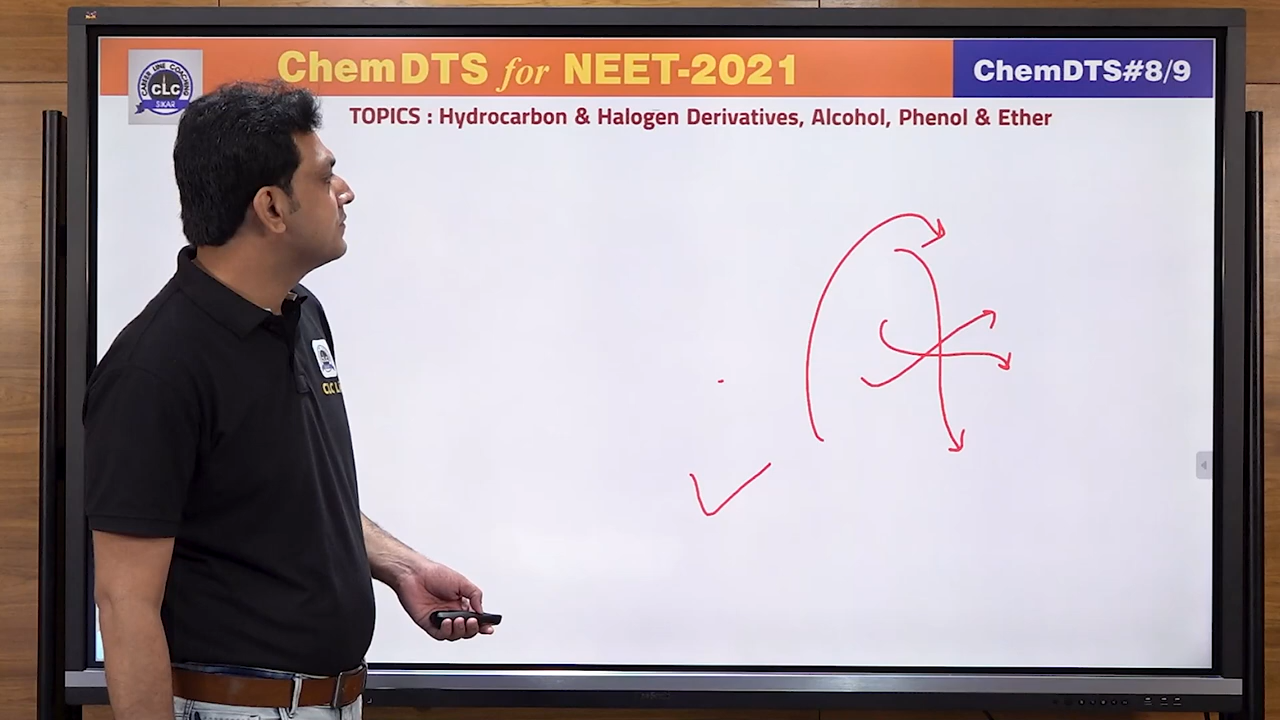 ChemDTS for NEET-2021
ChemDTS#8/9
CAREER LINE COACHING
CLC
SIKAR
TOPICS : Hydrocarbon & Halogen Derivatives, Alcohol, Phenol & Ether
CLC